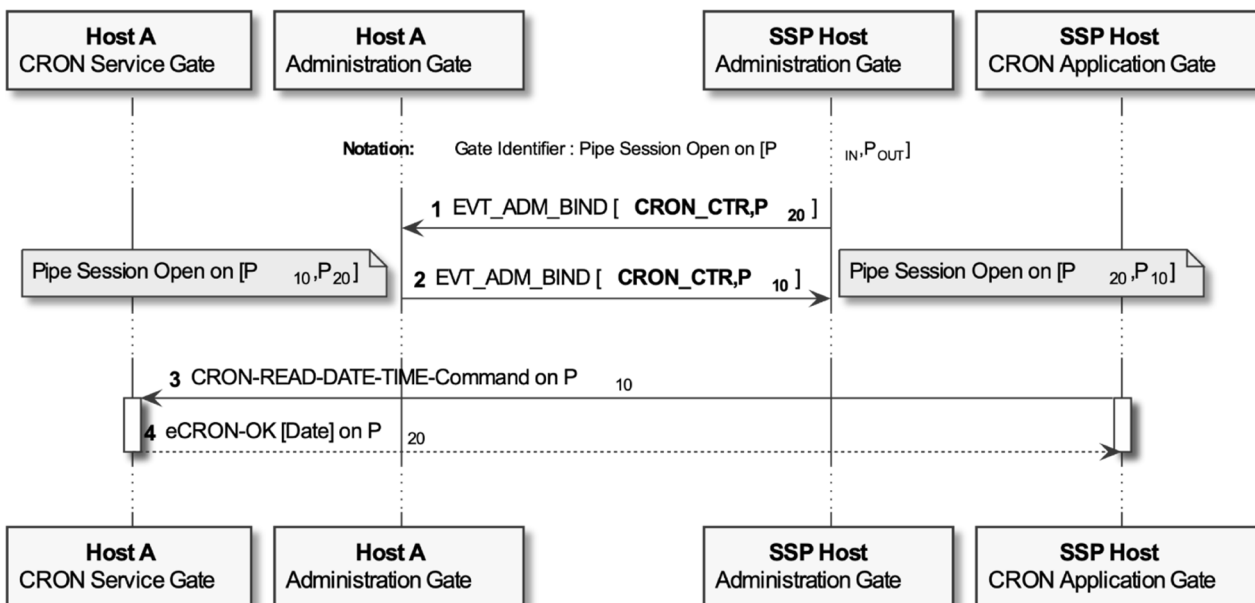 Host A
CRON Service Gate
Host A
Administration Gate
SSP Host
Administration Gate
SSP Host
CRON Application Gate
Notation: Gate Identifier : Pipe Session Open on [P IN,POUT]
1 EVT_ADM_BIND [ CRON_CTR,P 20 ]
Pipe Session Open on [P 10,P20]
2 EVT_ADM_BIND [ CRON_CTR,P 10 ]
Pipe Session Open on [P 20,P10]
3 CRON-READ-DATE-TIME-Command on P 10
4 eCRON-OK [Date] on P 20
Host A
CRON Service Gate
Host A
Administration Gate
SSP Host
Administration Gate
SSP Host
CRON Application Gate